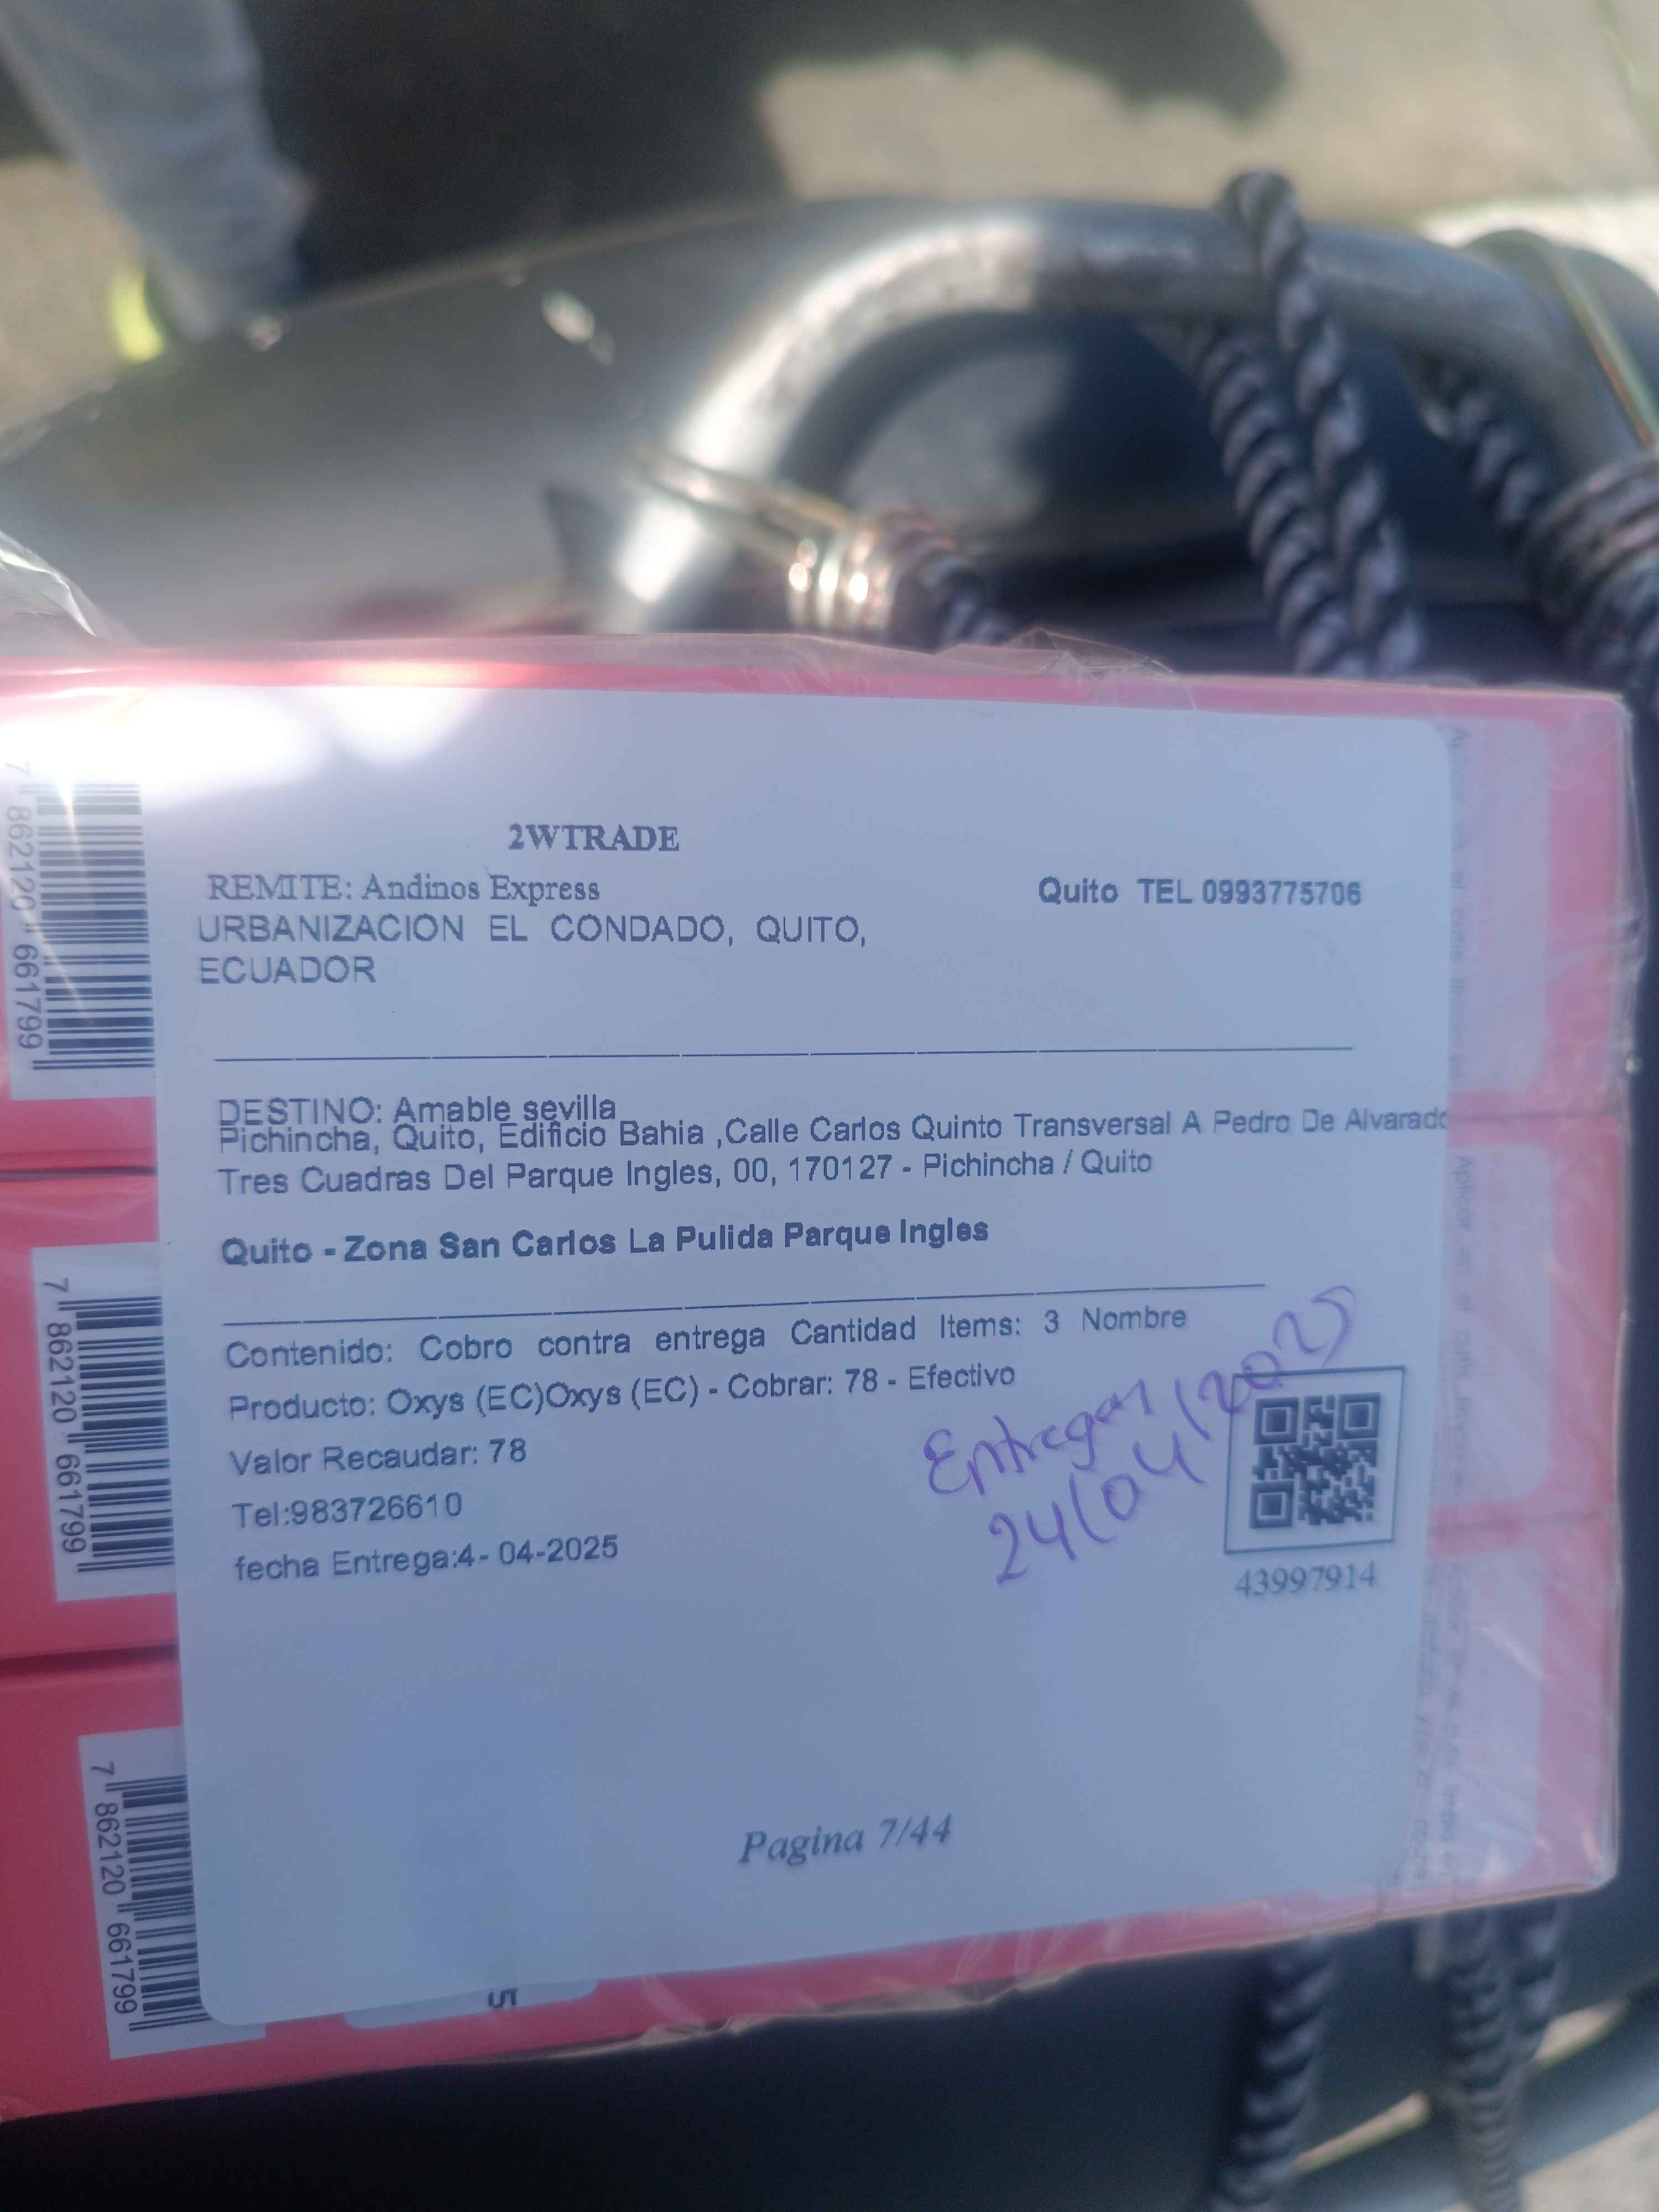 2WTRADE
REMITE: Andinos Express
Quito TEL 0993775706
URBANIZACION EL CONDADO, QUITO,
ECUADOR
DESTINO: Amable sevilla
Pichincha, Quito, Edificio Bahia ,Calle Carlos Quinto Transversal A Pedro De Alvarado
Tres Cuadras Del Parque Ingles, 00, 170127 - Pichincha / Quito
Quito - Zona San Carlos La Pulida Parque Ingles
Contenido: Cobro contra entrega Cantidad Items: 3 Nombre
Producto: Oxys (EC)Oxys (EC) - Cobrar: 78 - Efectivo
Valor Recaudar: 78
Tel:983726610
fecha Entrega:4- 04-2025
Entregar
24/04/2025
43997914
Pagina 7/44
7 862120 661799
7 862120 661799
7 862120 661799